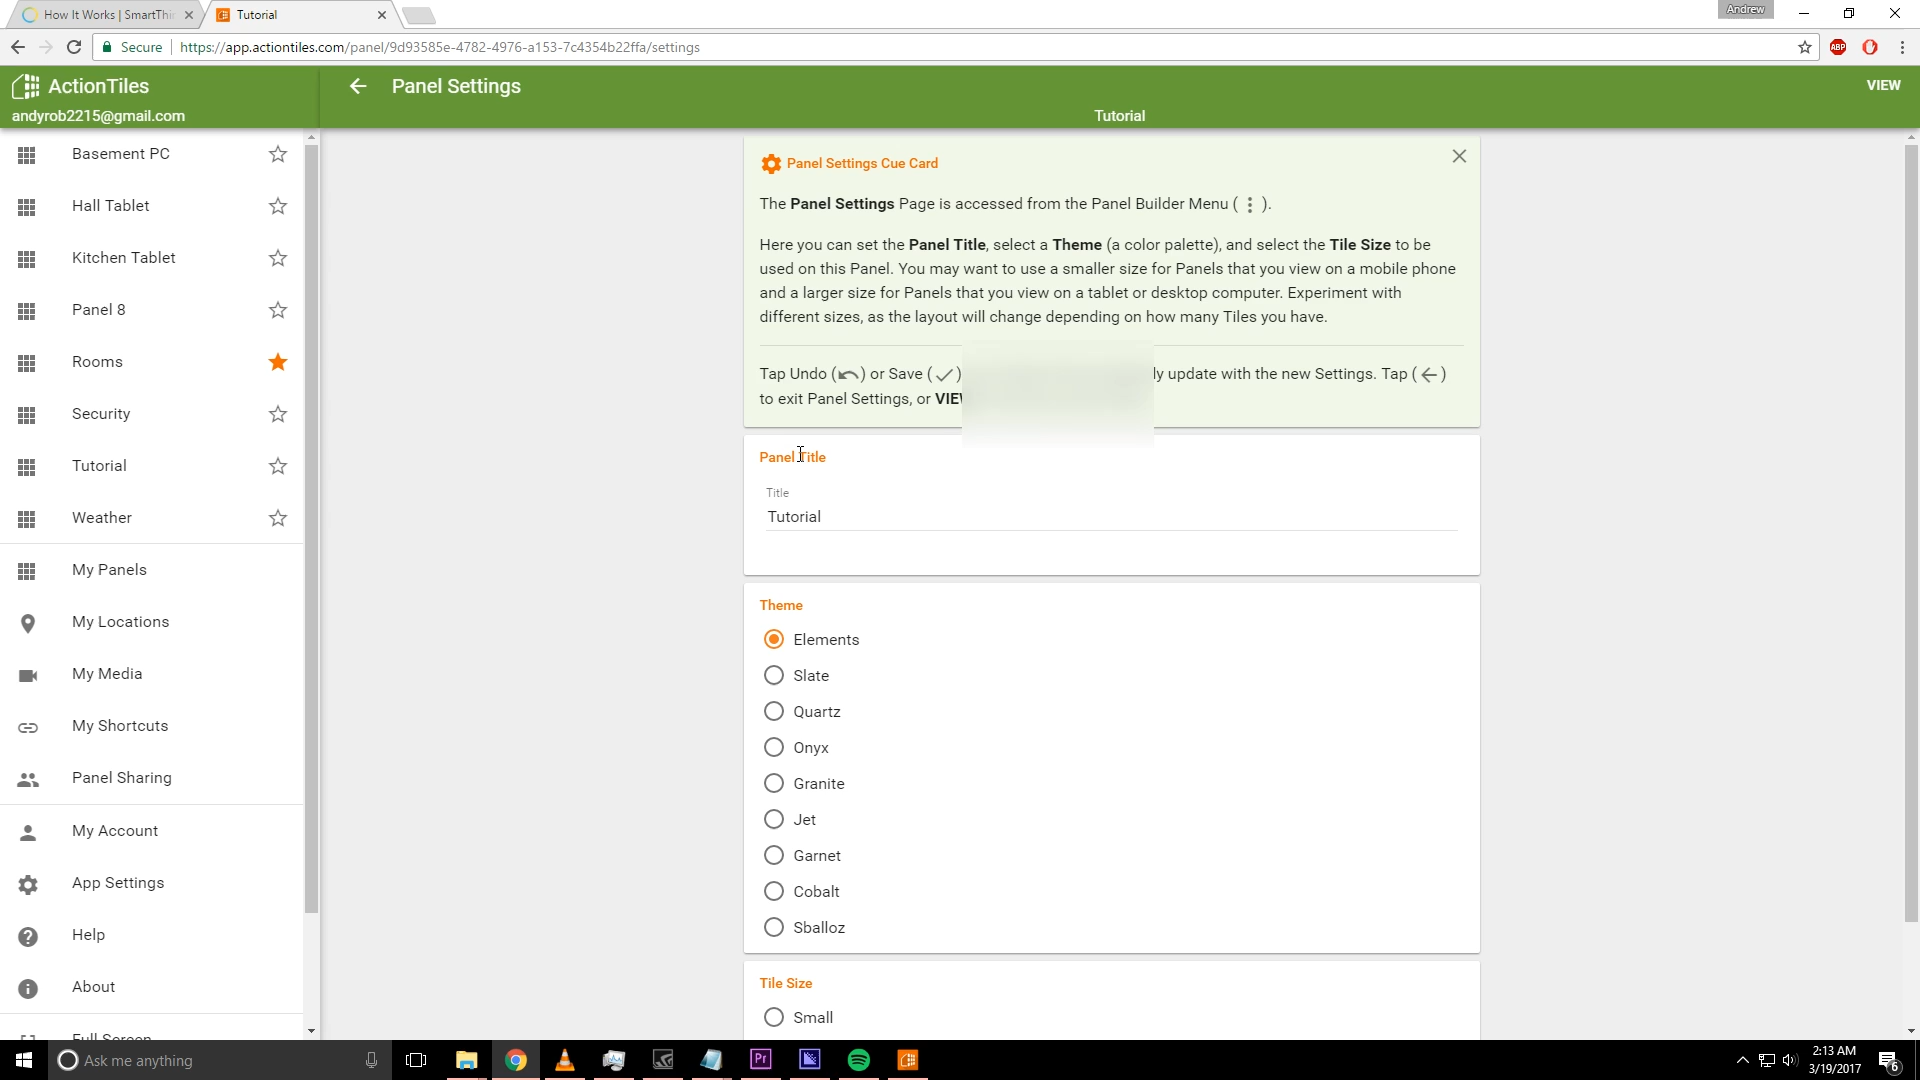 How It Works | SmartThi
Tutorial
Andrew
Secure
https://app.actiontiles.com/panel/9d93585e-4782-4976-a153-7c4354b22ffa/settings
ABP
ActionTiles
andyrob2215@gmail.com
Panel Settings
VIEW
Tutorial
Basement PC
Hall Tablet
Kitchen Tablet
Panel 8
Rooms
Security
Tutorial
Weather
My Panels
My Locations
My Media
My Shortcuts
Panel Sharing
My Account
App Settings
Help
About
Full Screen
Panel Settings Cue Card
The Panel Settings Page is accessed from the Panel Builder Menu ( ).
Here you can set the Panel Title, select a Theme (a color palette), and select the Tile Size to be
used on this Panel. You may want to use a smaller size for Panels that you view on a mobile phone
and a larger size for Panels that you view on a tablet or desktop computer. Experiment with
different sizes, as the layout will change depending on how many Tiles you have.
Tap Undo ( ) or Save ( ) ly update with the new Settings. Tap ( )
to exit Panel Settings, or VIE
Panel Title
Title
Tutorial
Theme
Elements
Slate
Quartz
Onyx
Granite
Jet
Garnet
Cobalt
Sballoz
Tile Size
Small
Ask me anything
Pr
2:13 AM
3/19/2017
6